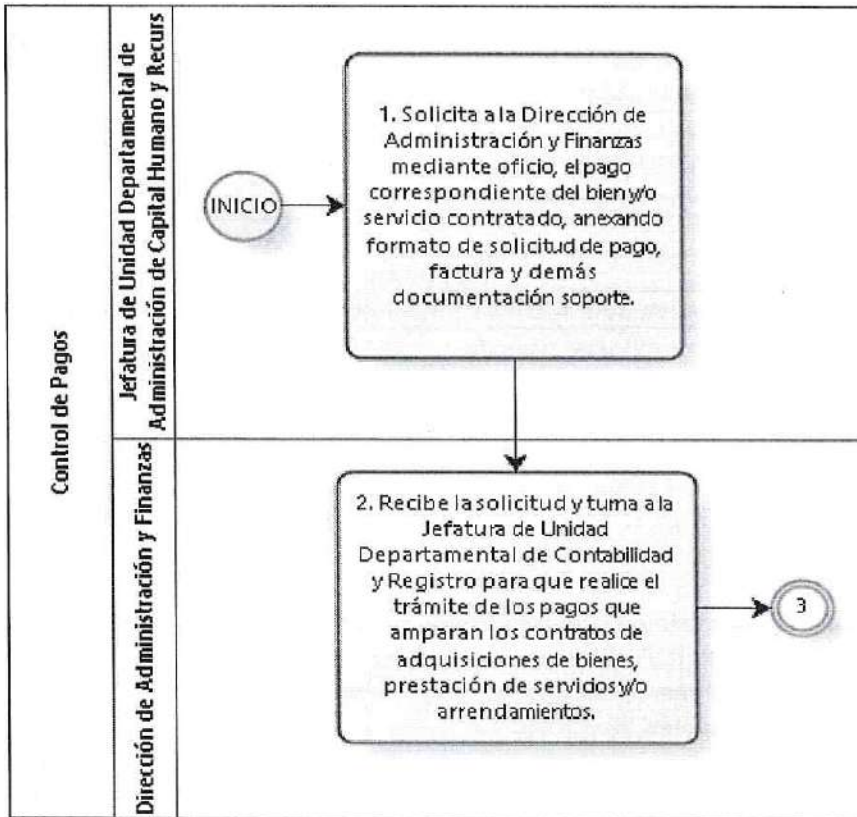 Control de Pagos
Jefatura de Unidad Departamental de
Administración de Capital Humano y Recurs
INICIO
1. Solicita a la Dirección de
Administración y Finanzas
mediante oficio, el pago
correspondiente del bien y/o
servicio contratado, anexando
formato de solicitud de pago,
factura y demás
documentación soporte.
Dirección de Administración y Finanzas
2. Recibe la solicitud y turna a la
Jefatura de Unidad
Departamental de Contabilidad
y Registro para que realice el
trámite de los pagos que
amparan los contratos de
adquisiciones de bienes,
prestación de servicios y/o
arrendamientos.
3